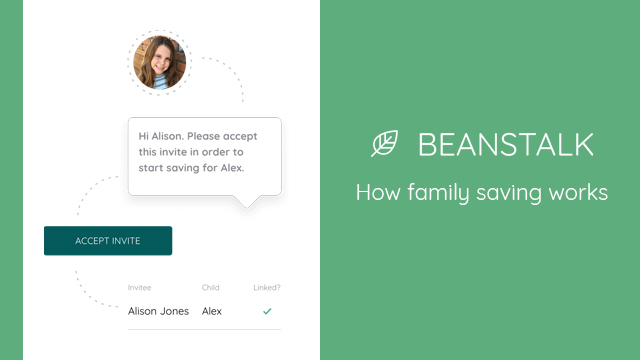 Hi Alison. Please accept
this invite in order to
start saving for Alex.
ACCEPT INVITE
Invitee Child Linked?
Alison Jones Alex
BEANSTALK
How family saving works